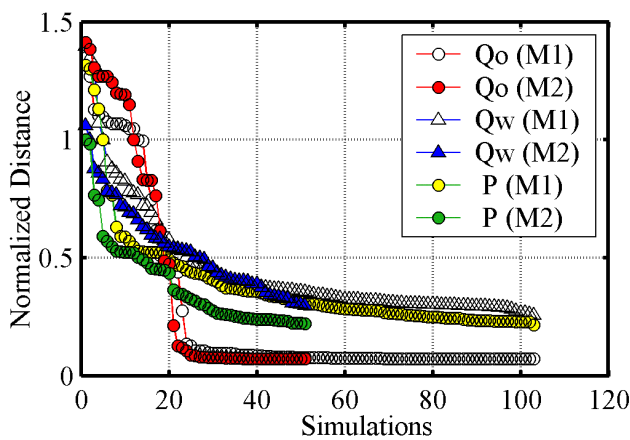 1.5
1
0.5
0
Normalized Distance
Qo (M1)
Qo (M2)
Qw (M1)
Qw (M2)
P (M1)
P (M2)
0 20 40 60 80 100 120
Simulations